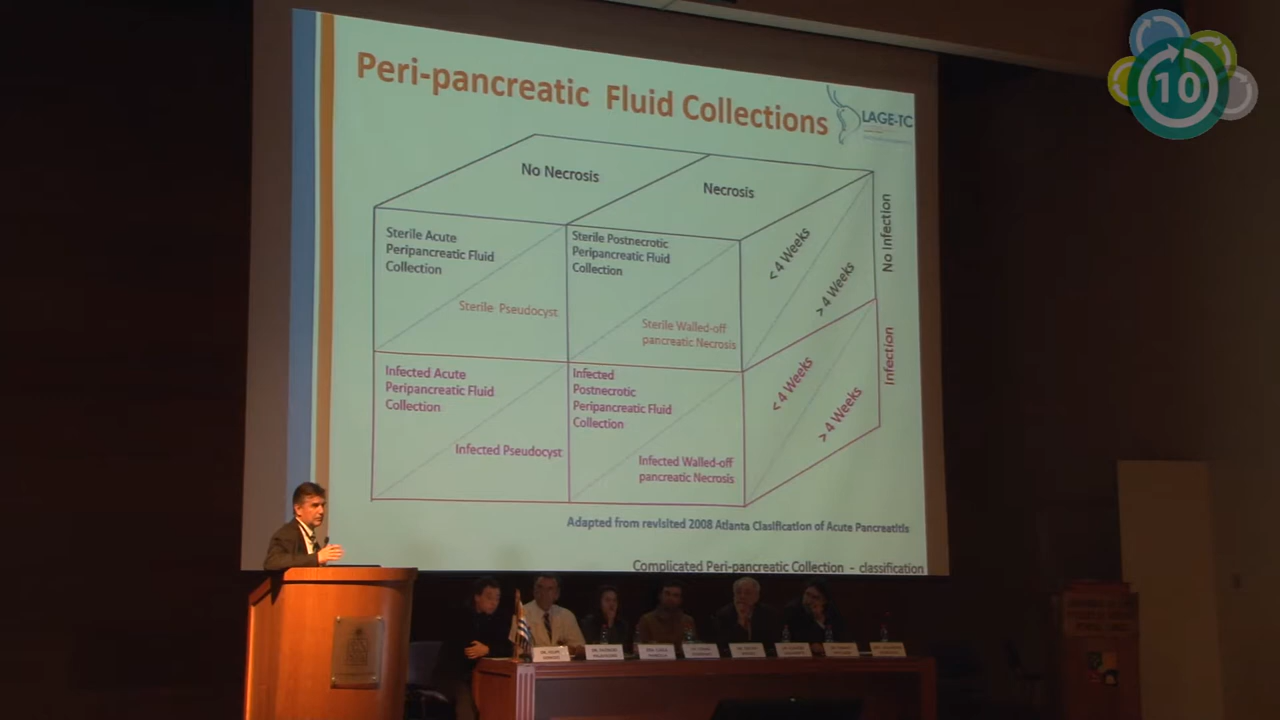 10
Peri-pancreatic Fluid Collections
LAGE-TC
No Necrosis
Necrosis
Sterile Acute
Peripancreatic Fluid
Collection
Sterile Pseudocyst
Sterile Postnecrotic
Peripancreatic Fluid
Collection
Sterile Walled-off
pancreatic Necrosis
< 4 Weeks
> 4 Weeks
No Infection
Infected Acute
Peripancreatic Fluid
Collection
Infected Pseudocyst
Infected
Postnecrotic
Peripancreatic Fluid
Collection
Infected Walled-off
pancreatic Necrosis
< 4 Weeks
> 4 Weeks
Infection
Adapted from revisited 2008 Atlanta Clasification of Acute Pancreatitis
Complicated Peri-pancreatic Collection – classification